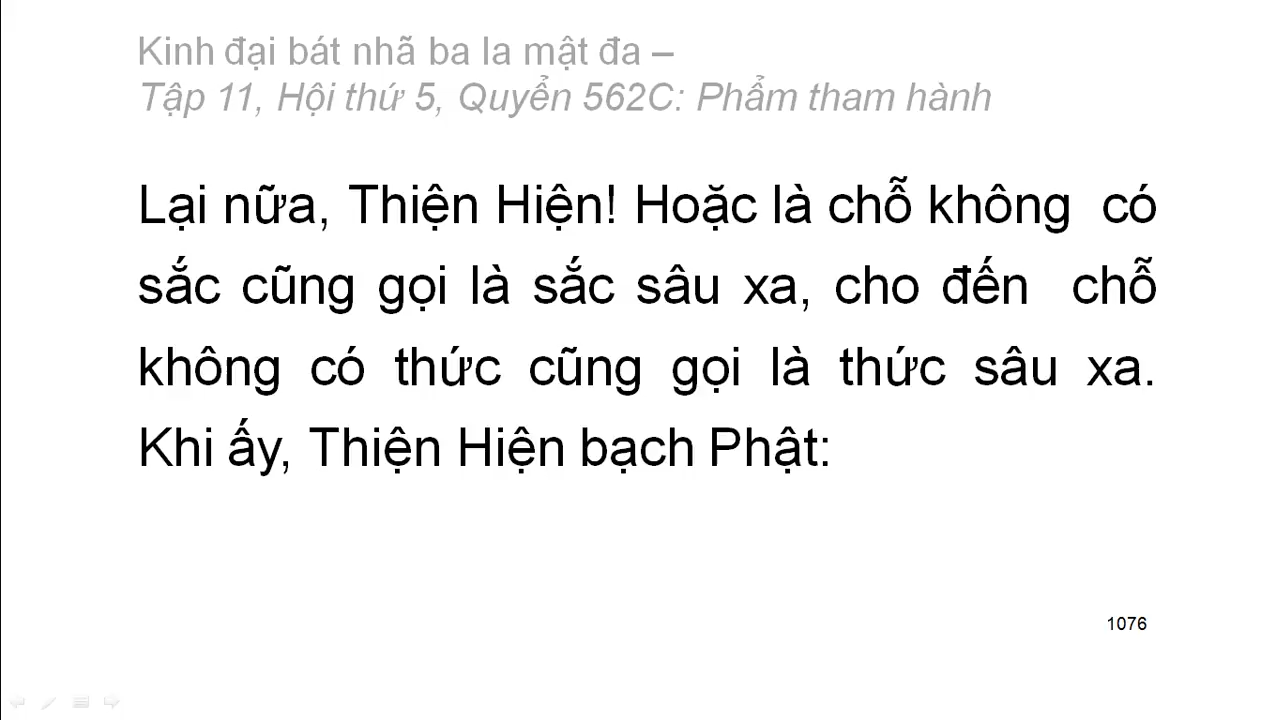 Kinh đại bát nhã ba la mật đa –
Tập 11, Hội thứ 5, Quyển 562C: Phẩm tham hành
Lại nữa, Thiện Hiện! Hoặc là chỗ không có
sắc cũng gọi là sắc sâu xa, cho đến chỗ
không có thức cũng gọi là thức sâu xa.
Khi ấy, Thiện Hiện bạch Phật:
1076